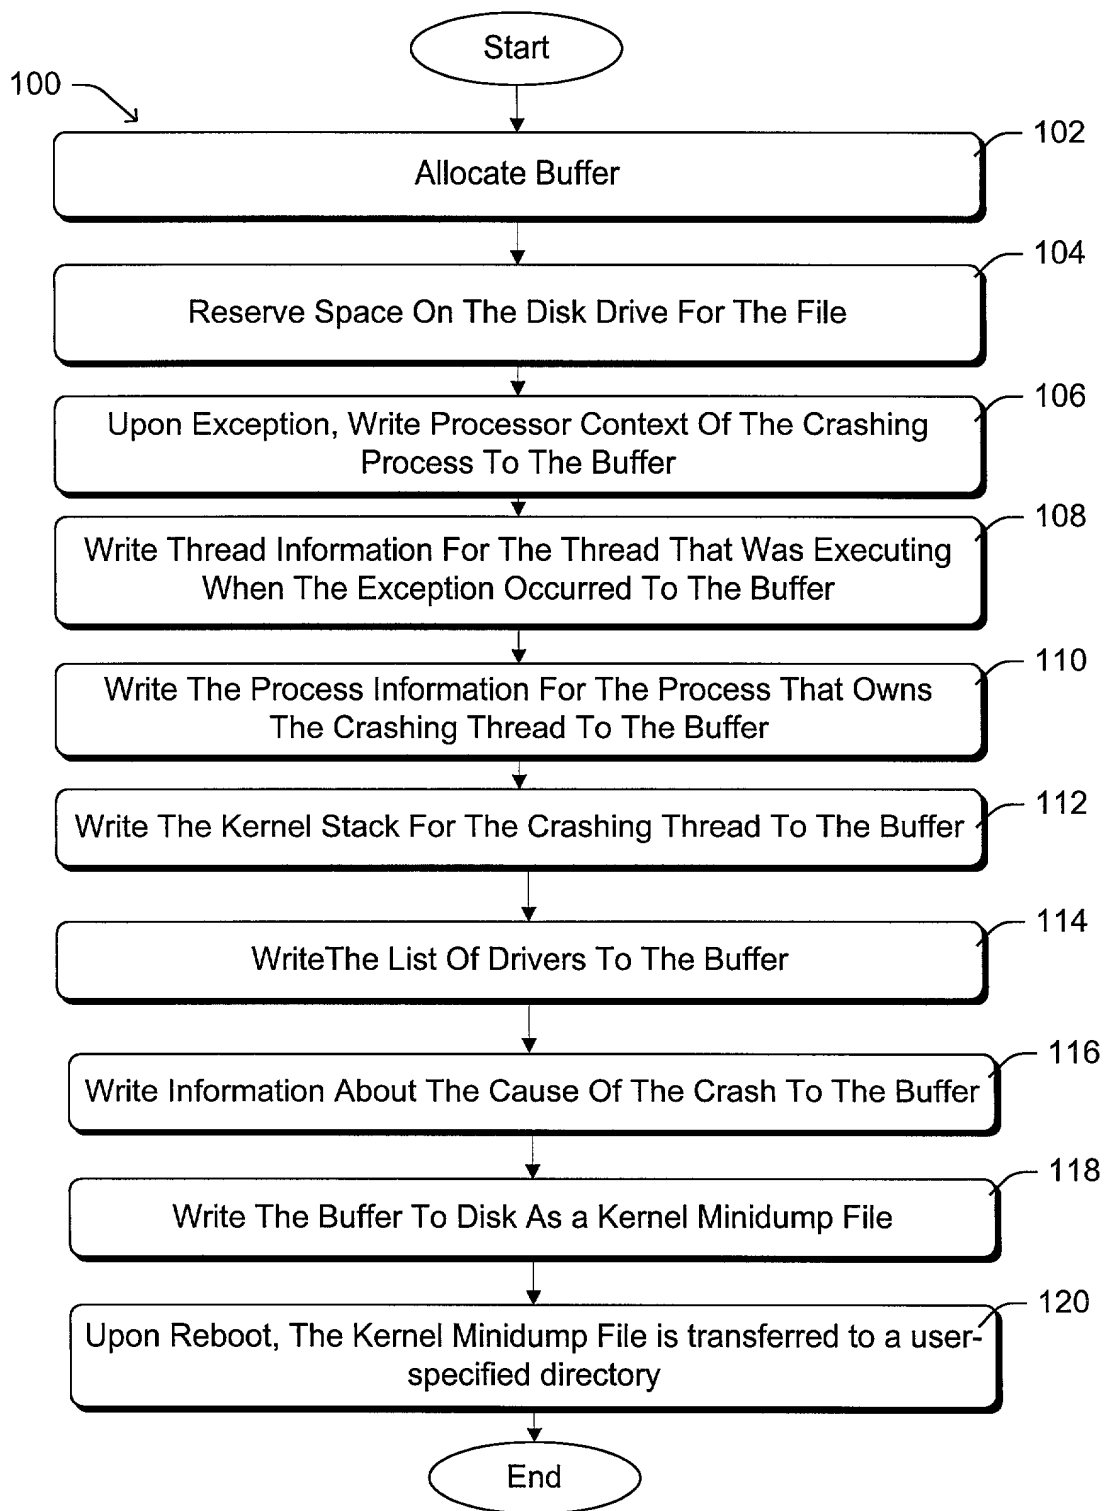 Start
100
102
Allocate Buffer
104
Reserve Space On The Disk Drive For The File
106
Upon Exception, Write Processor Context Of The Crashing
Process To The Buffer
108
Write Thread Information For The Thread That Was Executing
When The Exception Occurred To The Buffer
110
Write The Process Information For The Process That Owns
The Crashing Thread To The Buffer
112
Write The Kernel Stack For The Crashing Thread To The Buffer
114
WriteThe List Of Drivers To The Buffer
116
Write Information About The Cause Of The Crash To The Buffer
118
Write The Buffer To Disk As a Kernel Minidump File
120
Upon Reboot, The Kernel Minidump File is transferred to a user-
specified directory
End